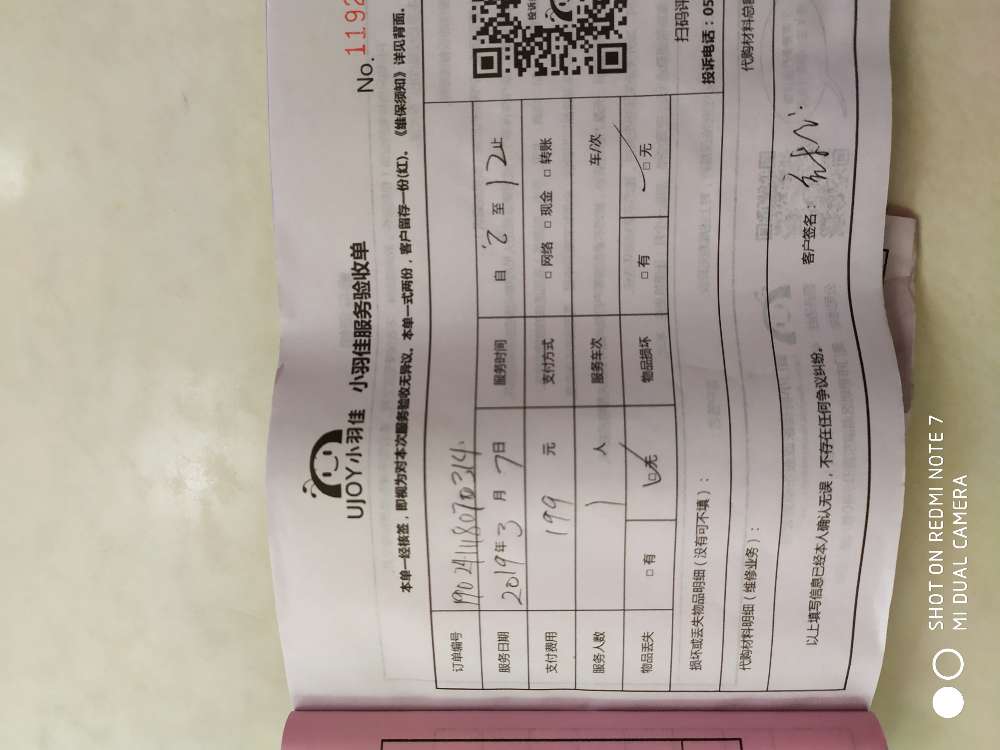 No.1192
UJOY小羽佳 小羽佳服务验收单
本单一经核签，即视为对本次服务验收无异议。本单一式两份，客户留存一份(红)。《维保须知》详见背面。
订单编号
服务日期 2019年3月7日 服务时间 自 至12止
支付费用 199元 支付方式 □网络 □现金 □转账
服务人数 1人 服务车次 车/次
物品丢失 □有 □无 物品损坏 □有 □无
扫码评
投诉电话：05
损坏或丢失物品明细（没有可不填）：
代购材料明细（维修业务）： 代购材料总
以上填写信息已经本人确认无误，不存在任何争议纠纷。 客户签名：
SHOT ON REDMI NOTE 7
MI DUAL CAMERA